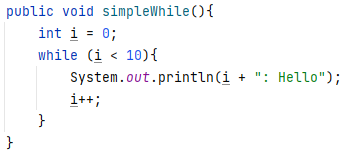 public void simpleWhile(){
    int i = 0;
    while (i < 10){
        System.out.println(i + ": Hello");
        i++;
    }
}